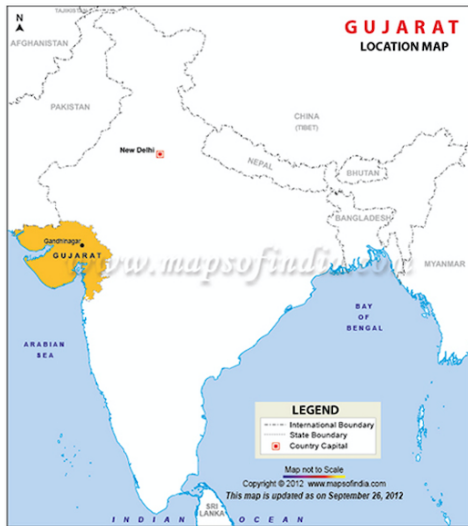 TAJIKISTAN
N
GUJARAT
LOCATION MAP
AFGHANISTAN
PAKISTAN
CHINA
(TIBET)
New Delhi
NEPAL
BHUTAN
BANGLADESH
Gandhinagar
GUJARAT
www.mapsofindia.com
MYANMAR
ARABIAN
SEA
BAY
OF
BENGAL
LEGEND
International Boundary
State Boundary
Country Capital
Map not to Scale
Copyright © 2012 www.mapsofindia.com
This map is updated as on September 26, 2012
SRI
LANKA
INDIAN OCEAN